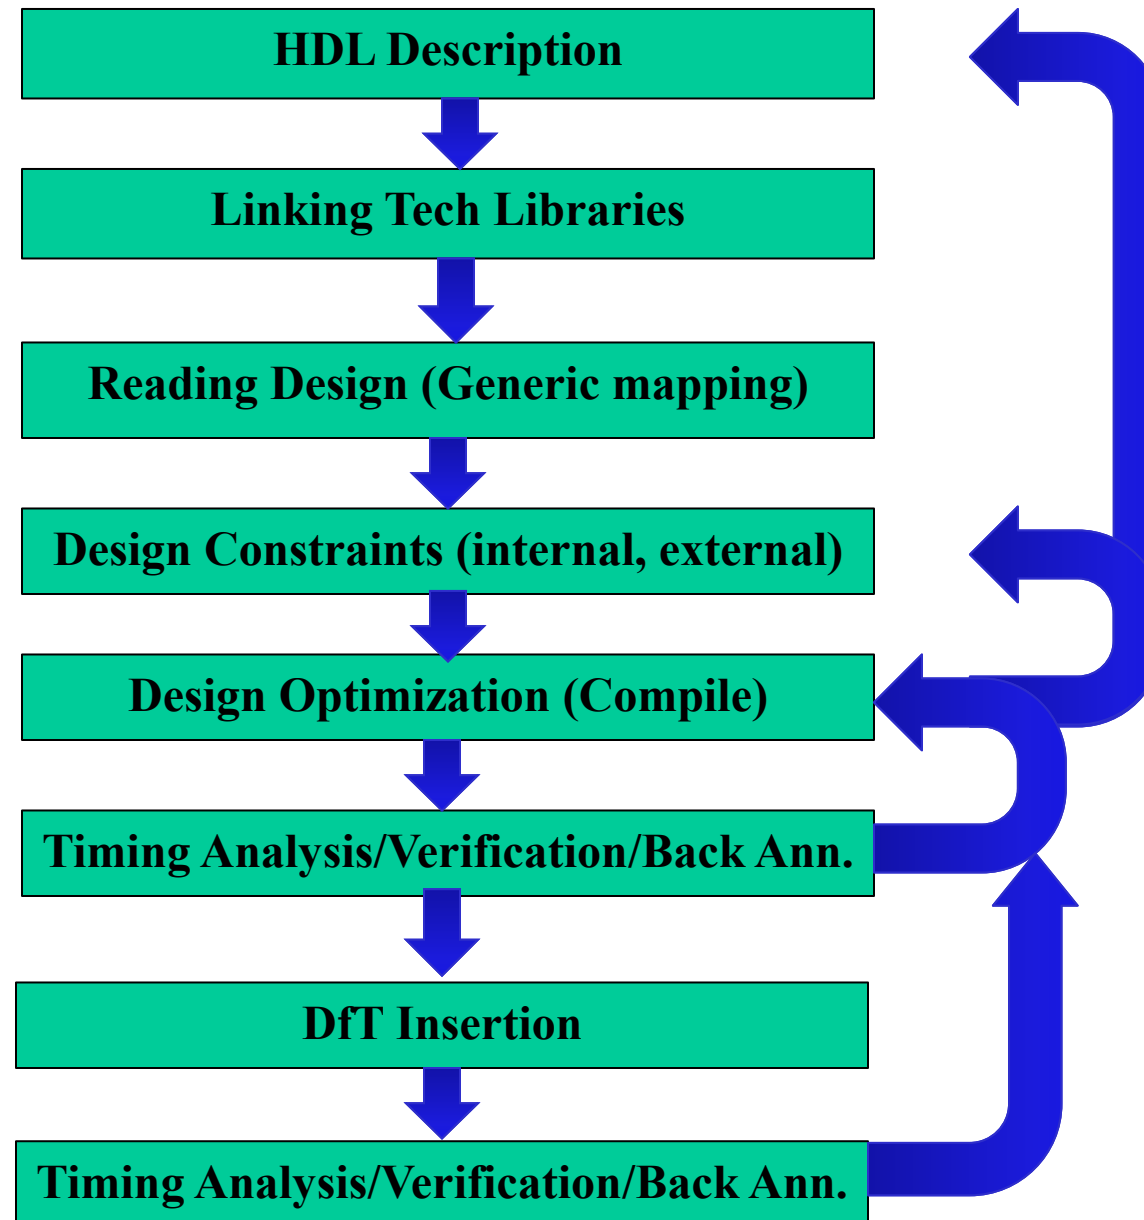 HDL Description
Linking Tech Libraries
Reading Design (Generic mapping)
Design Constraints (internal, external)
Design Optimization (Compile)
Timing Analysis/Verification/Back Ann.
DfT Insertion
Timing Analysis/Verification/Back Ann.